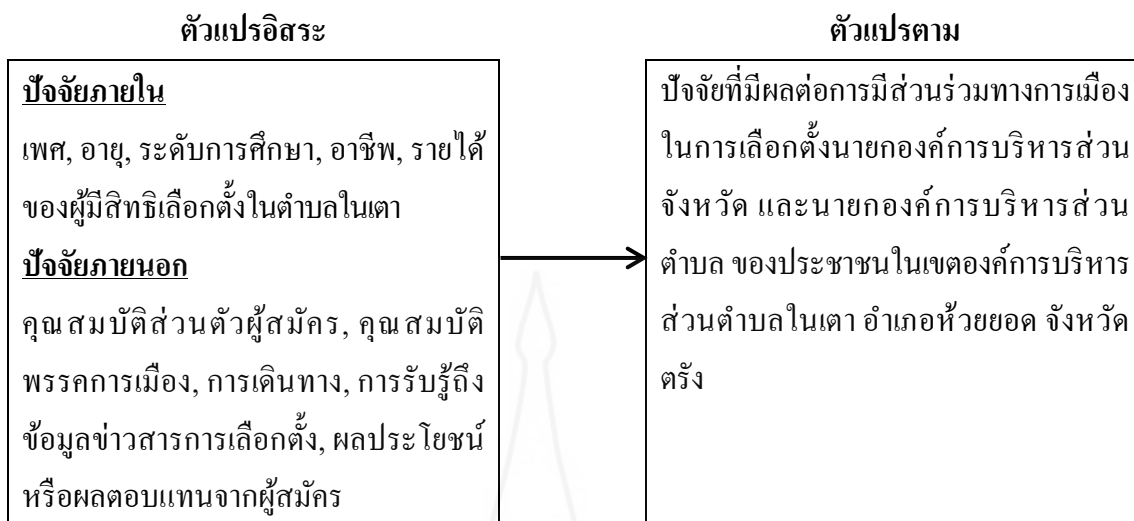 ตัวแปรอิสระ
ปัจจัยภายใน
เพศ, อายุ, ระดับการศึกษา, อาชีพ, รายได้
ของผู้มีสิทธิเลือกตั้งในตำบลในเตา
ปัจจัยภายนอก
คุณสมบัติส่วนตัวผู้สมัคร, คุณสมบัติ
พรรคการเมือง, การเดินทาง, การรับรู้ถึง
ข้อมูลข่าวสารการเลือกตั้ง, ผลประโยชน์
หรือผลตอบแทนจากผู้สมัคร
ตัวแปรตาม
ปัจจัยที่มีผลต่อการมีส่วนร่วมทางการเมือง
ในการเลือกตั้งนายกองค์การบริหารส่วน
จังหวัด และนายกองค์การบริหารส่วน
ตำบล ของประชาชนในเขตองค์การบริหาร
ส่วนตำบลในเตา อำเภอห้วยยอด จังหวัด
ตรัง